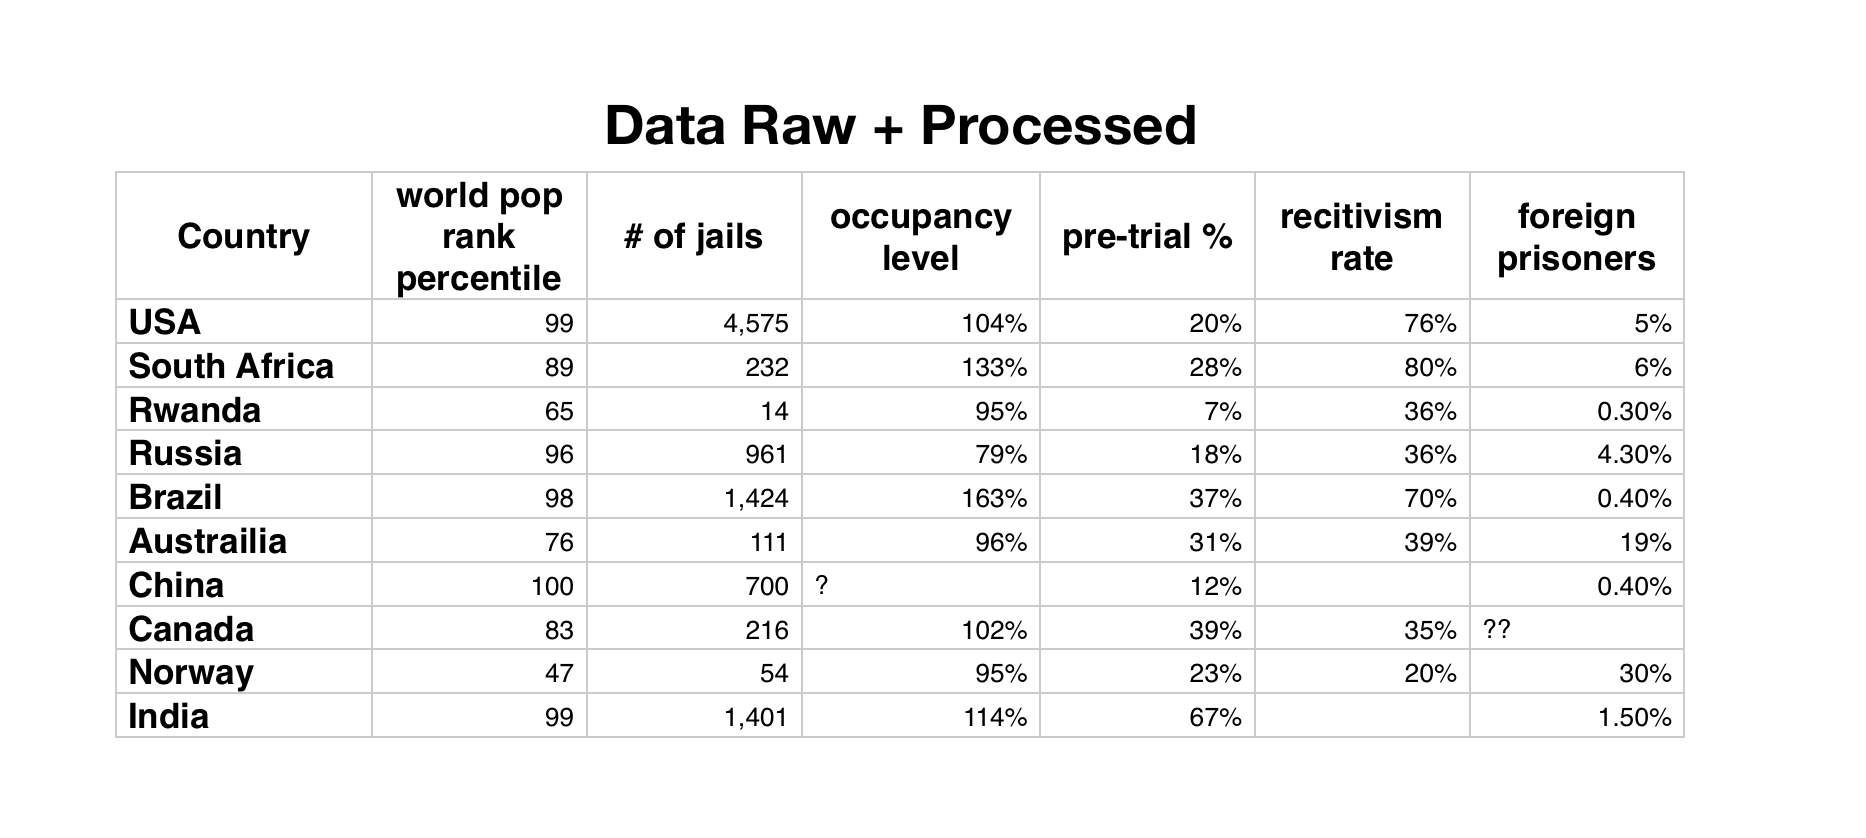 Data Raw + Processed
Country world pop rank percentile # of jails occupancy level pre-trial % recitivism rate foreign prisoners
USA 99 4,575 104% 20% 76% 5%
South Africa 89 232 133% 28% 80% 6%
Rwanda 65 14 95% 7% 36% 0.30%
Russia 96 961 79% 18% 36% 4.30%
Brazil 98 1,424 163% 37% 70% 0.40%
Austrailia 76 111 96% 31% 39% 19%
China 100 700 ? 12% 0.40%
Canada 83 216 102% 39% 35% ??
Norway 47 54 95% 23% 20% 30%
India 99 1,401 114% 67% 1.50%